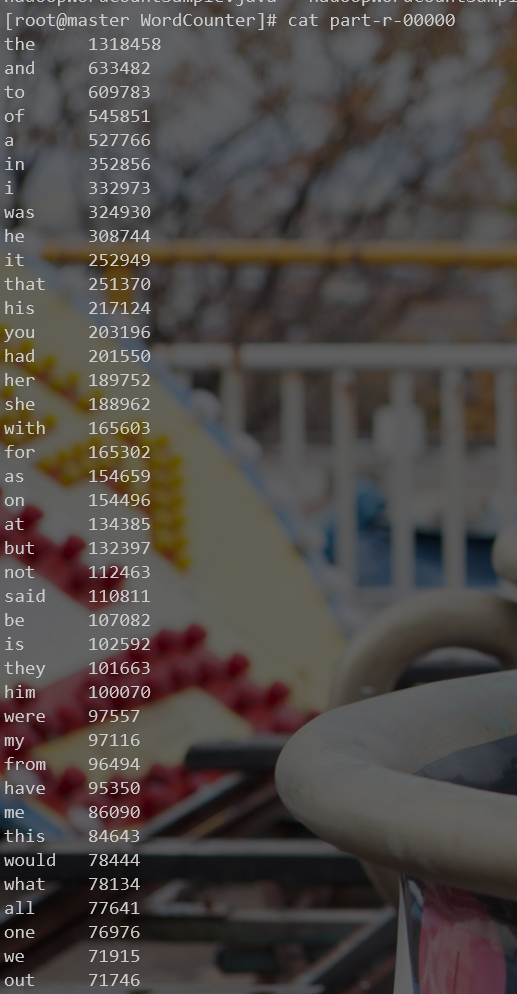 [root@master WordCounter]# cat part-r-00000
the 1318458
and 633482
to 609783
of 545851
a 527766
in 352856
i 332973
was 324930
he 308744
it 252949
that 251370
his 217124
you 203196
had 201550
her 189752
she 188962
with 165603
for 165302
as 154659
on 154496
at 134385
but 132397
not 112463
said 110811
be 107082
is 102592
they 101663
him 100070
were 97557
my 97116
from 96494
have 95350
me 86090
this 84643
would 78444
what 78134
all 77641
one 76976
we 71915
out 71746